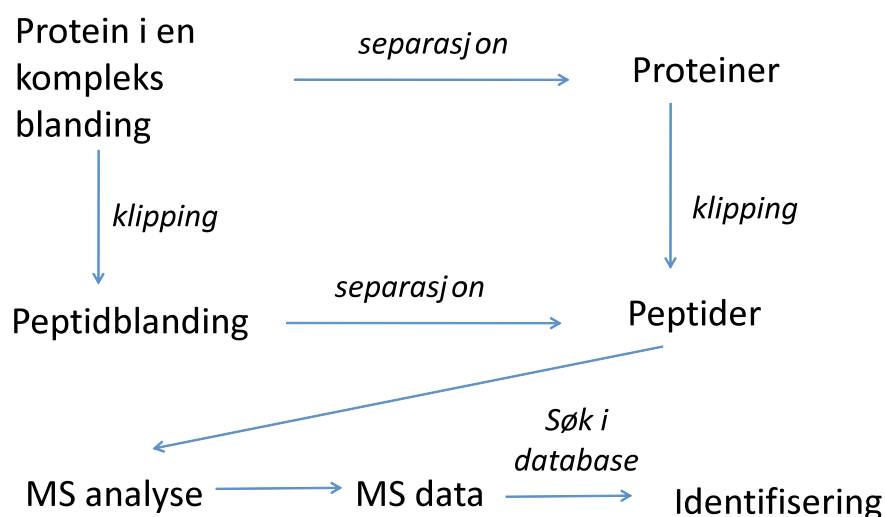 Protein i en
kompleks
blanding
separasjon
Proteiner
klipping
klipping
Peptidblanding
separasjon
Peptider
MS analyse
MS data
Søk i
database
Identifisering